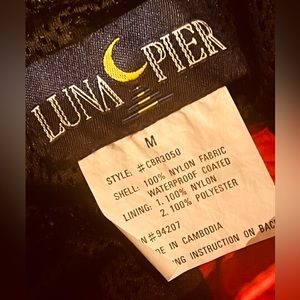 LUNA PIER
M
STYLE: #CBR3050
SHELL: 100% NYLON FABRIC
WATERPROOF COATED
LINING: 1. 100% NYLON
2. 100% POLYESTER
N#94207
DE IN CAMBODIA
NG INSTRUCTION ON BACK